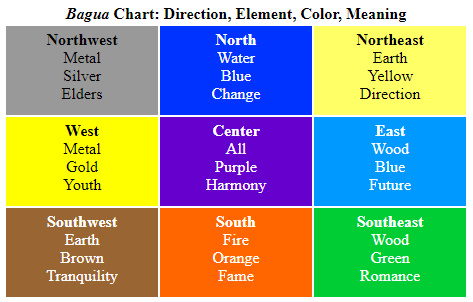 Bagua Chart: Direction, Element, Color, Meaning
Northwest
Metal
Silver
Elders
North
Water
Blue
Change
Northeast
Earth
Yellow
Direction
West
Metal
Gold
Youth
Center
All
Purple
Harmony
East
Wood
Blue
Future
Southwest
Earth
Brown
Tranquility
South
Fire
Orange
Fame
Southeast
Wood
Green
Romance